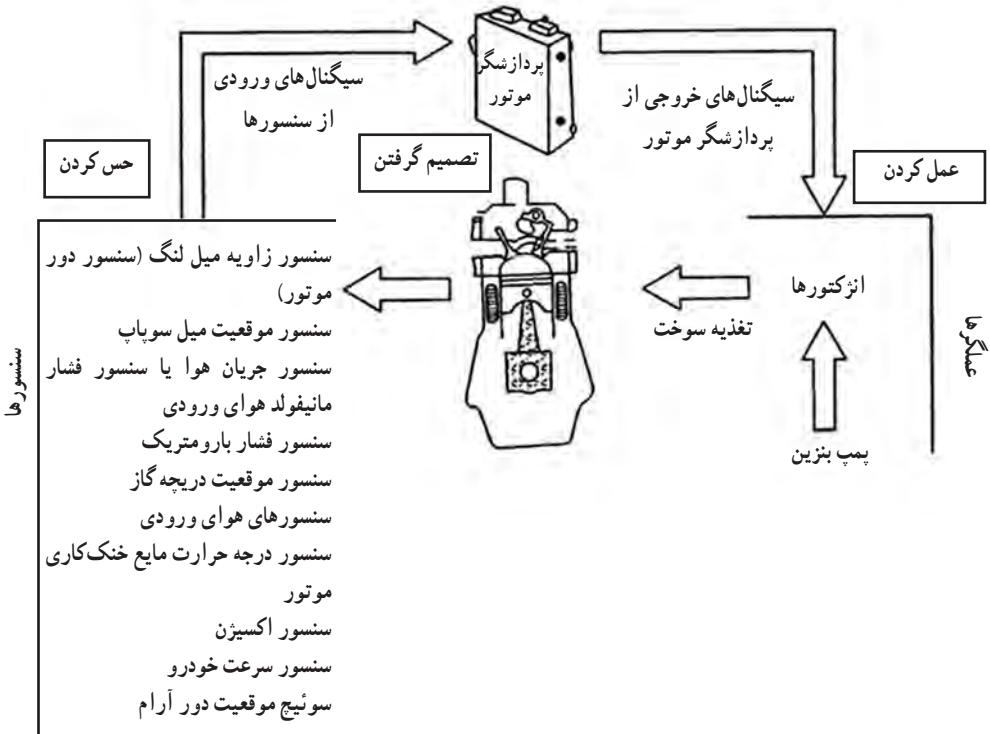 پردازشگر
موتور
سیگنال‌های ورودی
از سنسورها
سیگنال‌های خروجی از
پردازشگر موتور
حس کردن
تصمیم گرفتن
عمل کردن
سنسورها
سنسور زاویه میل لنگ (سنسور دور
موتور)
سنسور موقعیت میل سوپاپ
سنسور جریان هوا یا سنسور فشار
مانیفولد هوای ورودی
سنسور فشار بارومتریک
سنسور موقعیت دریچه گاز
سنسورهای هوای ورودی
سنسور درجه حرارت مایع خنک‌کاری
موتور
سنسور اکسیژن
سنسور سرعت خودرو
سوئیچ موقعیت دور آرام
تغذیه سوخت
انژکتورها
پمپ بنزین
عملگرها